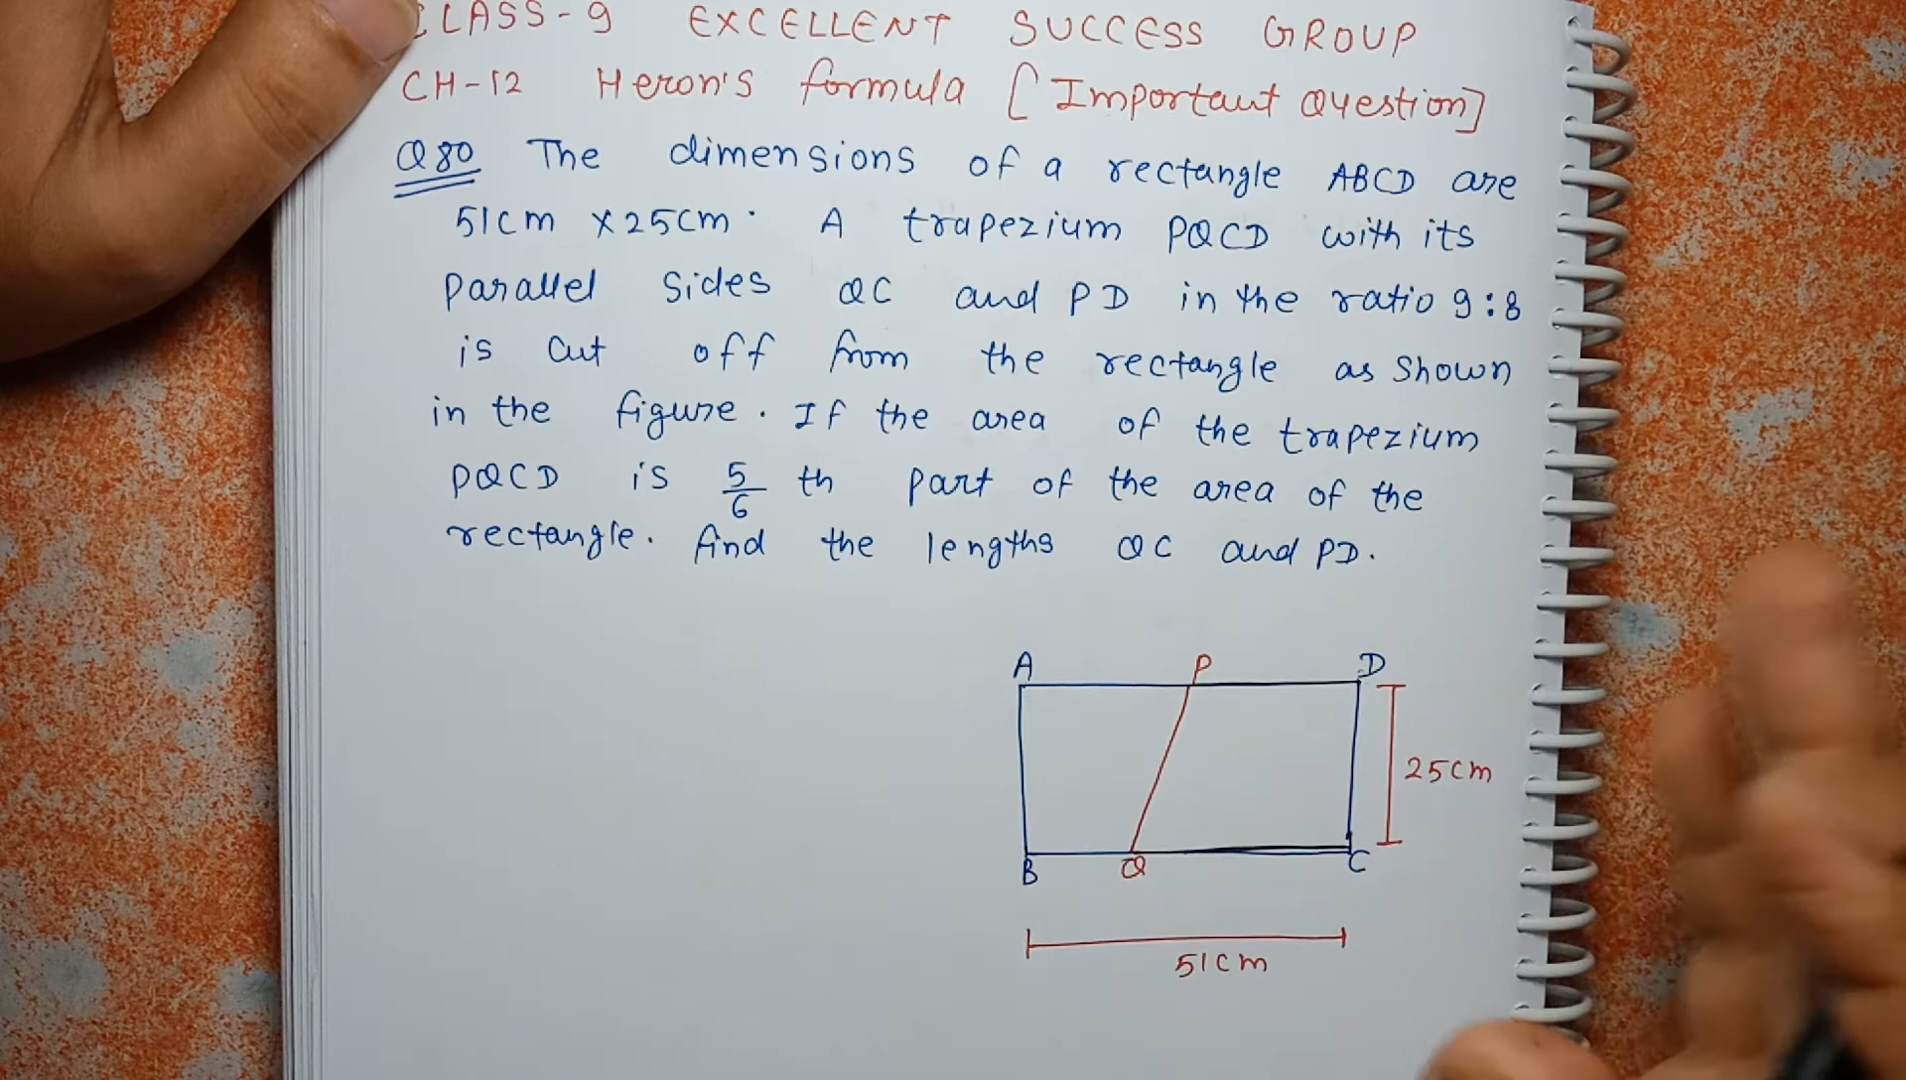 CLASS-9 EXCELLENT SUCCESS GROUP
CH-12 Heron's formula [Important Question]
Q80 The dimensions of a rectangle ABCD are
51cm x 25cm. A trapezium PQCD with its
parallel sides QC and PD in the ratio 9:8
is cut off from the rectangle as shown
in the figure. If the area of the trapezium
PQCD is 5/6 th part of the area of the
rectangle. find the lengths QC and PD.
A P D
25cm
B Q C
51cm